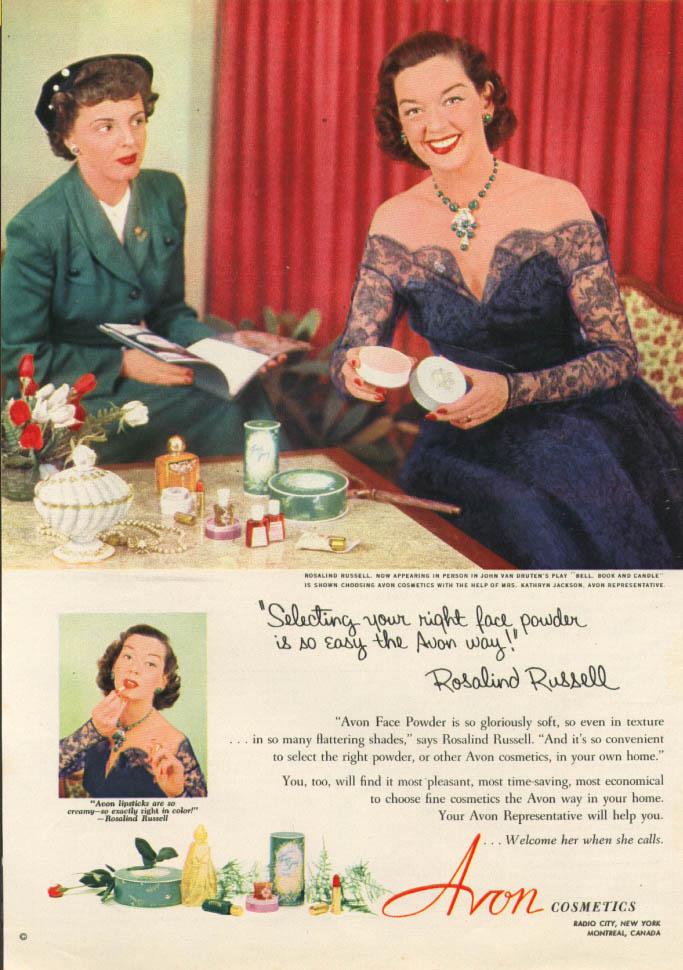 ROSALIND RUSSELL. NOW APPEARING IN PERSON IN JOHN VAN DRUTEN'S PLAY "BELL, BOOK AND CANDLE"
IS SHOWN CHOOSING AVON COSMETICS WITH THE HELP OF MRS. KATHRYN JACKSON, AVON REPRESENTATIVE.
"Selecting your right face powder
is so easy the Avon way!"
Rosalind Russell
"Avon lipsticks are so
creamy—so exactly right in color!"
—Rosalind Russell
"Avon Face Powder is so gloriously soft, so even in texture
. . . in so many flattering shades," says Rosalind Russell. "And it's so convenient
to select the right powder, or other Avon cosmetics, in your own home."
You, too, will find it most pleasant, most time-saving, most economical
to choose fine cosmetics the Avon way in your home.
Your Avon Representative will help you.
. . . Welcome her when she calls.
Avon COSMETICS
RADIO CITY, NEW YORK
MONTREAL, CANADA
©